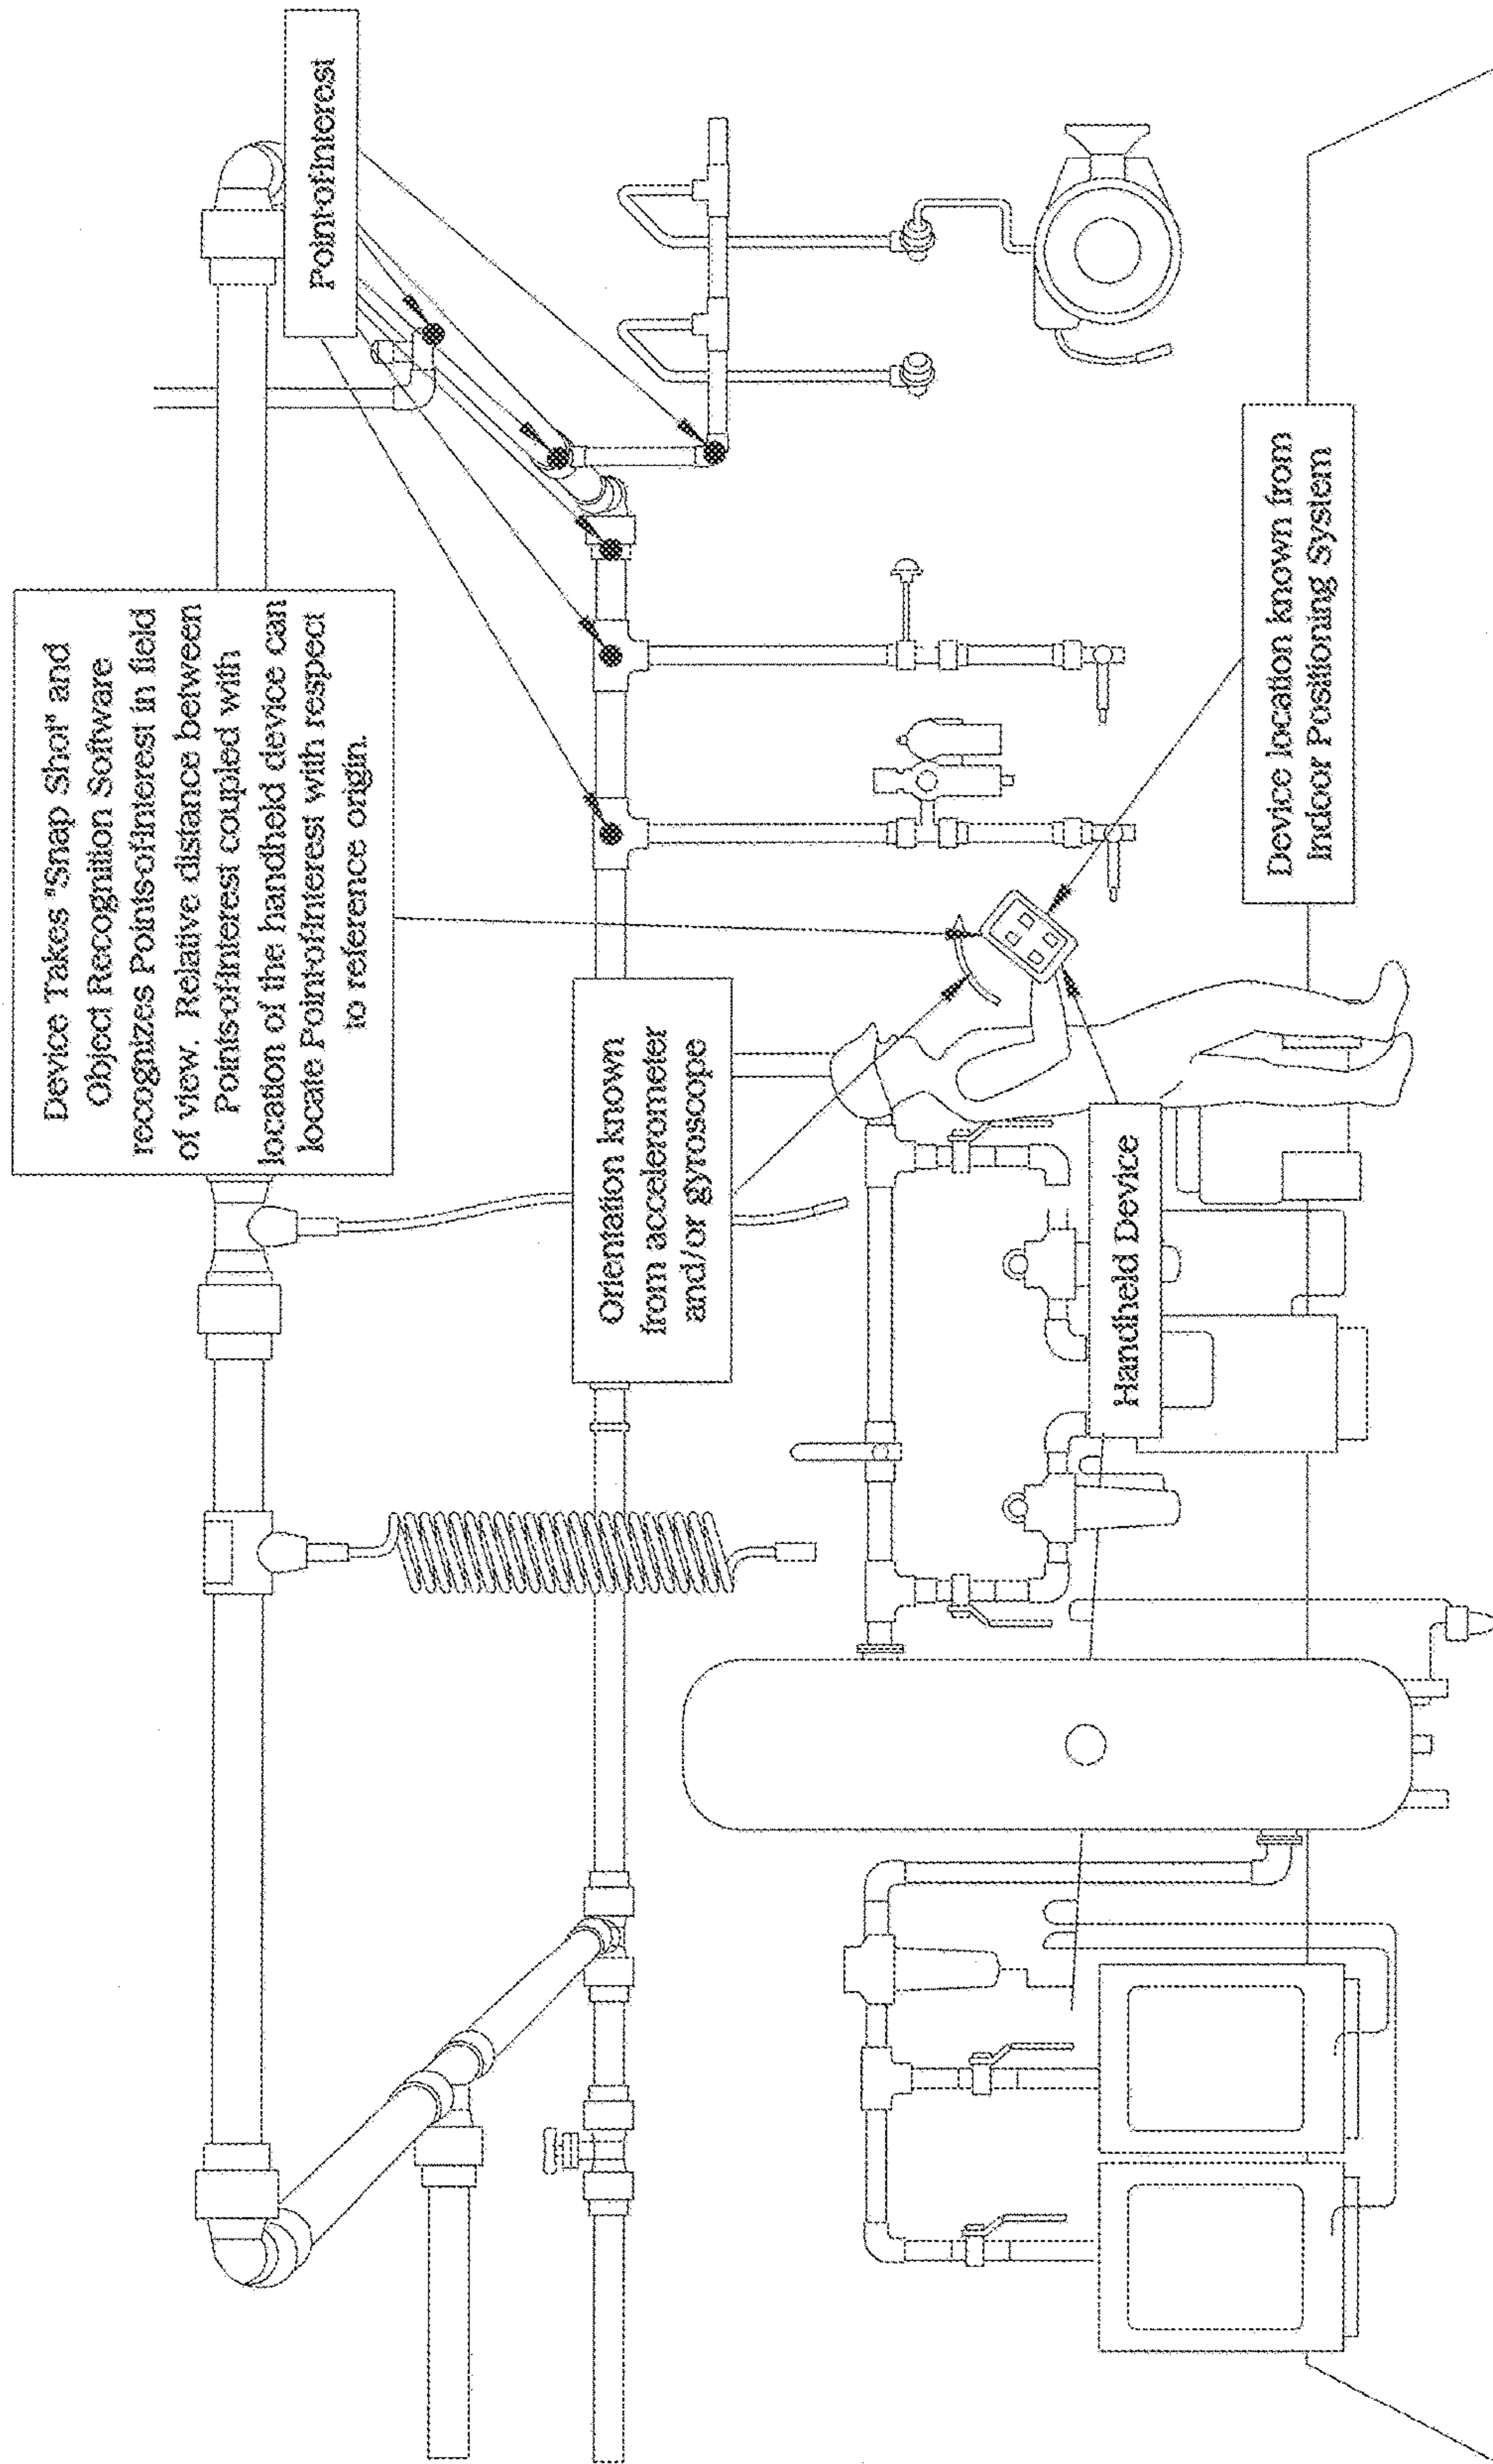 Device Takes "Snap Shot" and
Object Recognition Software
recognizes Points-of-Interest in field
of view. Relative distance between
Points-of-Interest coupled with
location of the handheld device can
locate Point-of-Interest with respect
to reference origin.
Point-of-Interest
Orientation known
from accelerometer
and/or gyroscope
Handheld Device
Device location known from
Indoor Positioning System